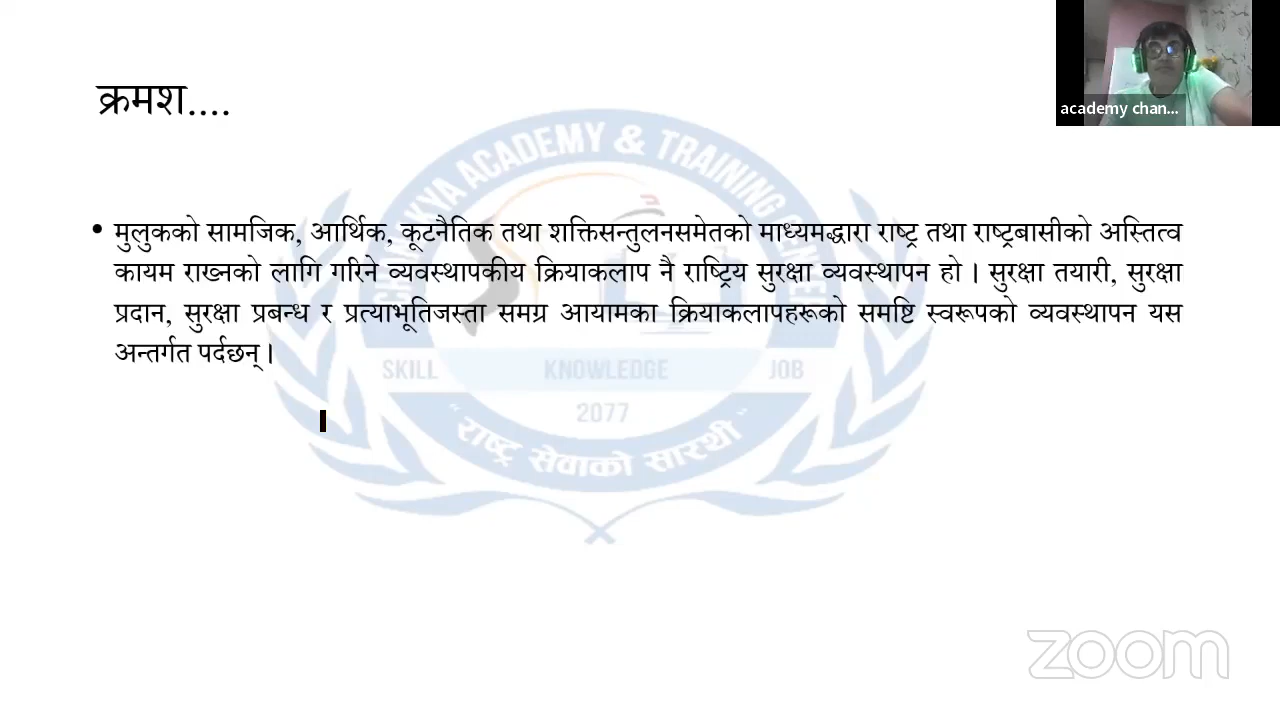 क्रमश....
academy chan...
• मुलुकको सामजिक, आर्थिक, कूटनैतिक तथा शक्तिसन्तुलनसमेतको माध्यमद्धारा राष्ट्र तथा राष्ट्रबासीको अस्तित्व
कायम राख्नको लागि गरिने व्यवस्थापकीय क्रियाकलाप नै राष्ट्रिय सुरक्षा व्यवस्थापन हो । सुरक्षा तयारी, सुरक्षा
प्रदान, सुरक्षा प्रबन्ध र प्रत्याभूतिजस्ता समग्र आयामका क्रियाकलापहरूको समष्टि स्वरूपको व्यवस्थापन यस
अन्तर्गत पर्दछन् ।
ACADEMY & TRAINING
SKILL KNOWLEDGE JOB
2077
"राष्ट्र सेवाको सारथी"
zoom